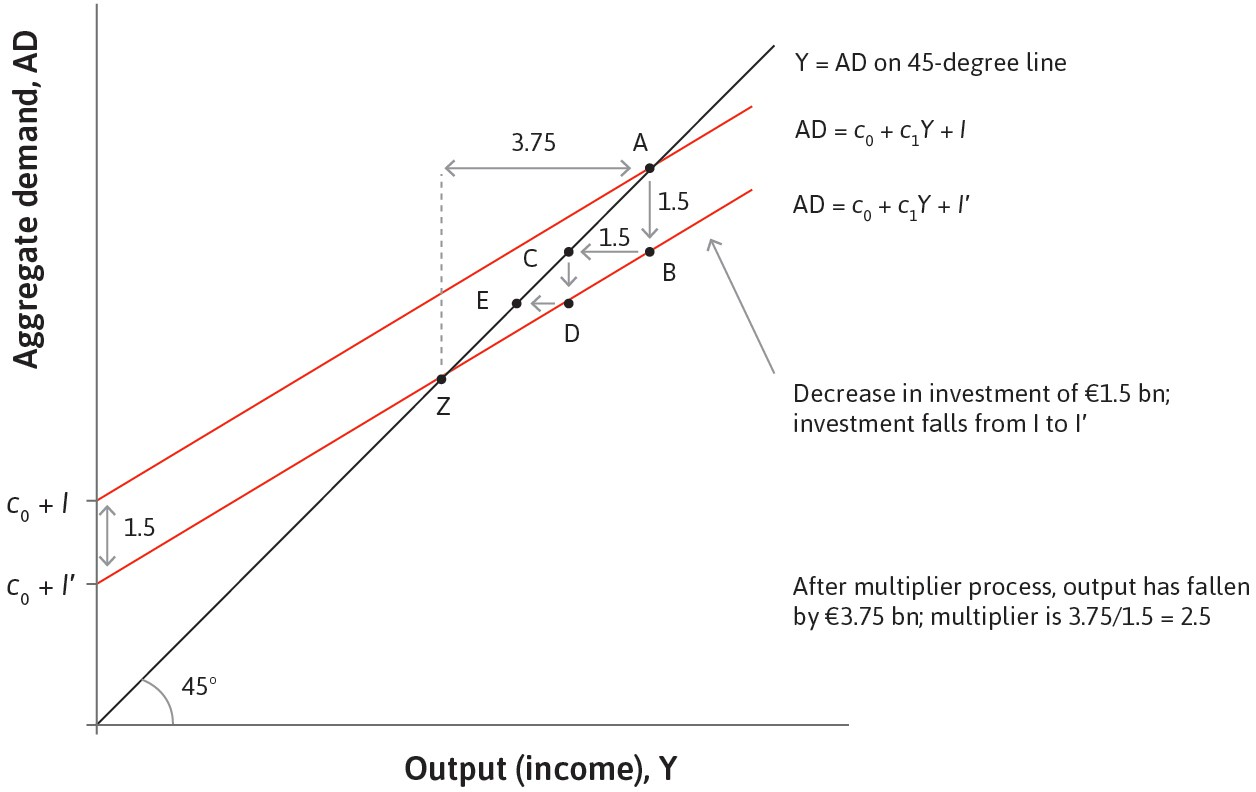 Aggregate demand, AD
Y = AD on 45-degree line
AD = c₀ + c₁Y + I
3.75
A
1.5
AD = c₀ + c₁Y + I′
1.5
C
B
E
D
Z
Decrease in investment of €1.5 bn;
investment falls from I to I′
c₀ + I
1.5
c₀ + I′
After multiplier process, output has fallen
by €3.75 bn; multiplier is 3.75/1.5 = 2.5
45°
Output (income), Y